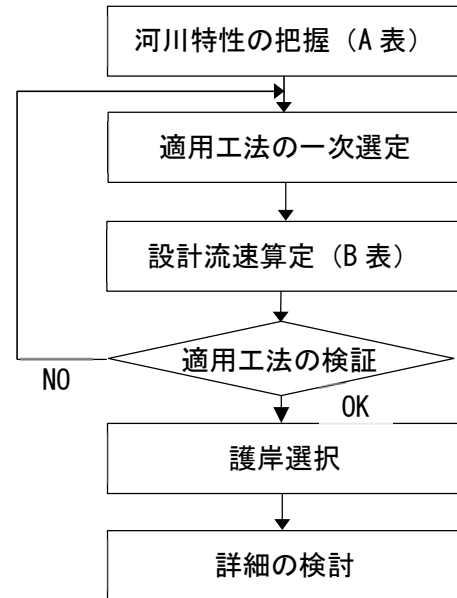 河川特性の把握（A表）
適用工法の一次選定
設計流速算定（B表）
適用工法の検証
NO
OK
護岸選択
詳細の検討